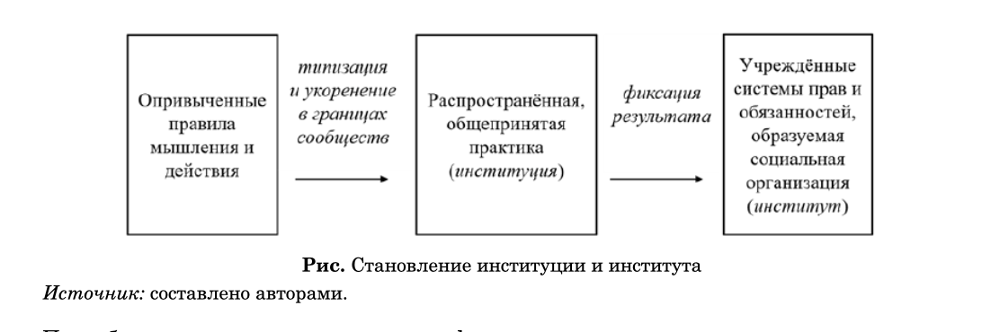 Опривыченные
правила
мышления и
действия
типизация
и укоренение
в границах
сообществ
Распространённая,
общепринятая
практика
(институция)
фиксация
результата
Учреждённые
системы прав и
обязанностей,
образуемая
социальная
организация
(институт)
Рис. Становление институции и института
Источник: составлено авторами.